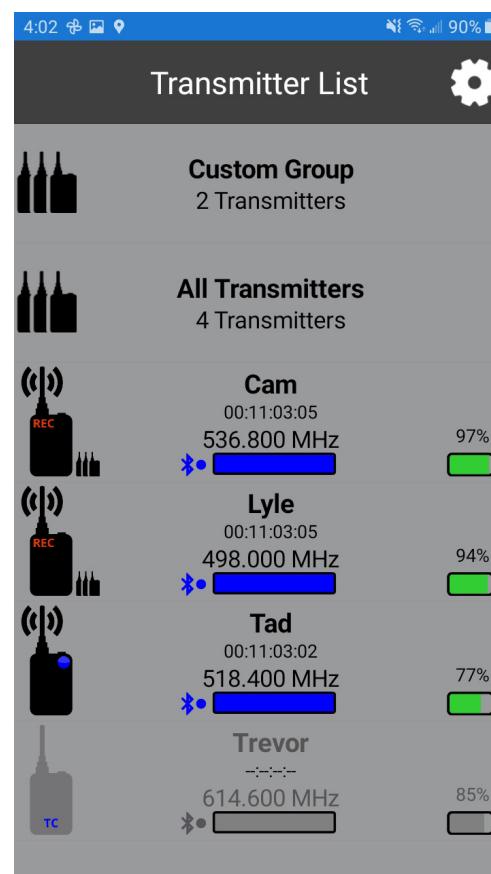 4:02
90%
Transmitter List
Custom Group
2 Transmitters
All Transmitters
4 Transmitters
REC
Cam
00:11:03:05
536.800 MHz
97%
REC
Lyle
00:11:03:05
498.000 MHz
94%
Tad
00:11:03:02
518.400 MHz
77%
TC
Trevor
--:--:--:--
614.600 MHz
85%